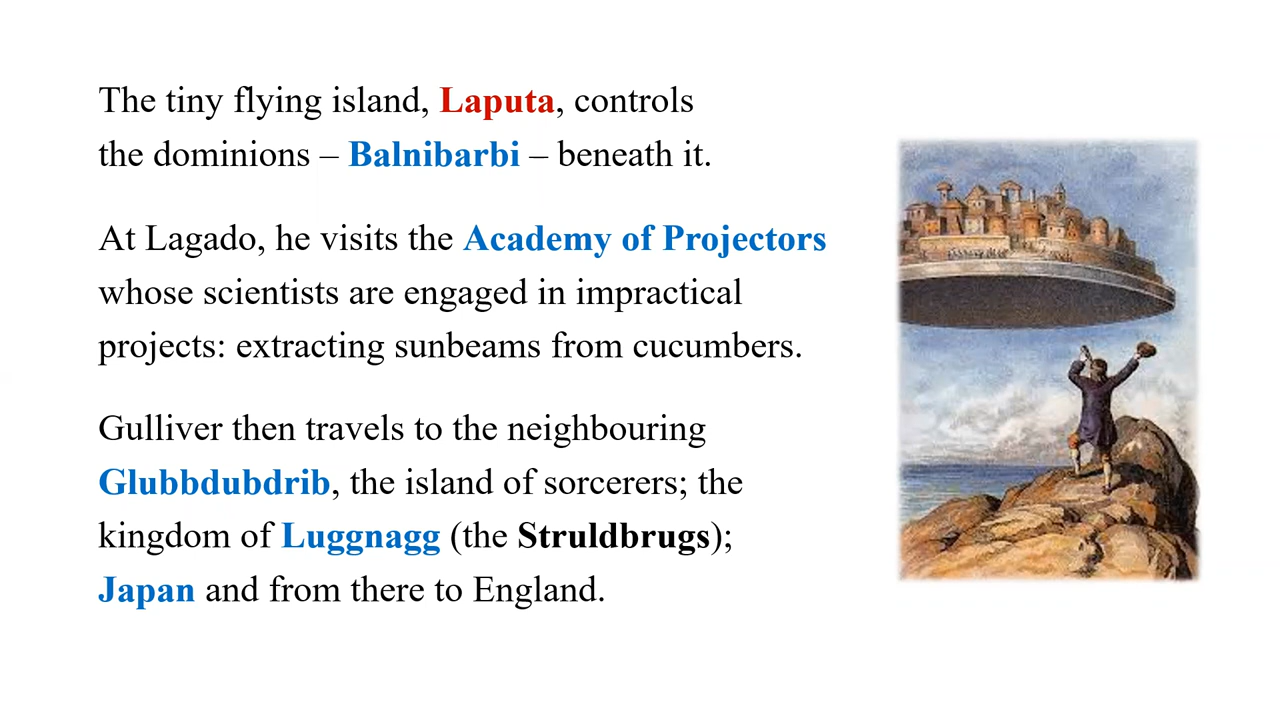 The tiny flying island, Laputa, controls
the dominions – Balnibarbi – beneath it.
At Lagado, he visits the Academy of Projectors
whose scientists are engaged in impractical
projects: extracting sunbeams from cucumbers.
Gulliver then travels to the neighbouring
Glubbdubdrib, the island of sorcerers; the
kingdom of Luggnagg (the Struldbrugs);
Japan and from there to England.